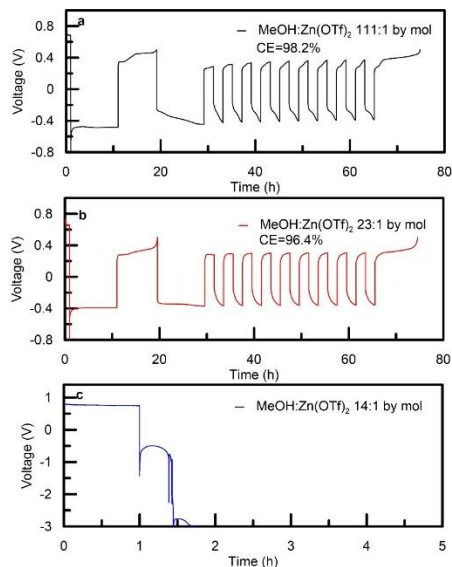 a
MeOH:Zn(OTf)₂ 111:1 by mol
CE=98.2%
Voltage (V)
0.8
0.4
0.0
-0.4
-0.8
0 20 40 60 80
Time (h)
b
MeOH:Zn(OTf)₂ 23:1 by mol
CE=96.4%
Voltage (V)
0.8
0.4
0.0
-0.4
-0.8
0 20 40 60 80
Time (h)
c
MeOH:Zn(OTf)₂ 14:1 by mol
Voltage (V)
1
0
-1
-2
-3
0 1 2 3 4 5
Time (h)